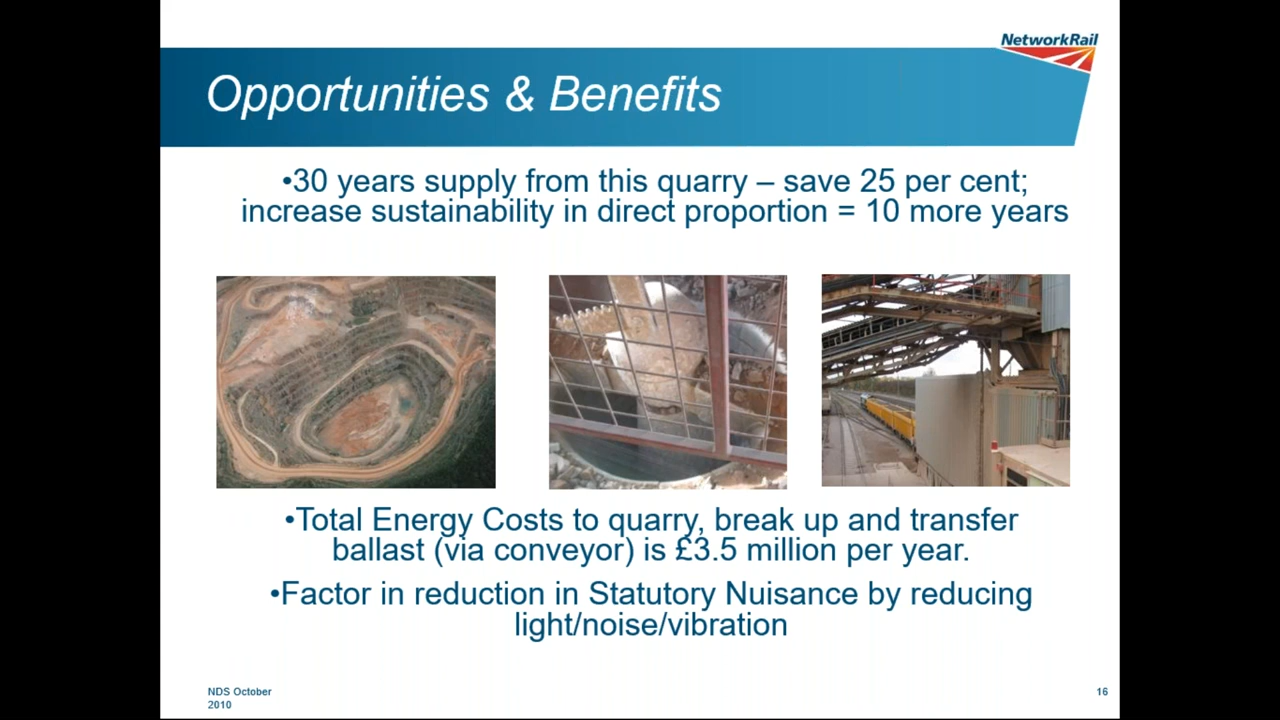 NetworkRail
Opportunities & Benefits
•30 years supply from this quarry – save 25 per cent;
increase sustainability in direct proportion = 10 more years
•Total Energy Costs to quarry, break up and transfer
ballast (via conveyor) is £3.5 million per year.
•Factor in reduction in Statutory Nuisance by reducing
light/noise/vibration
NDS October
2010
16